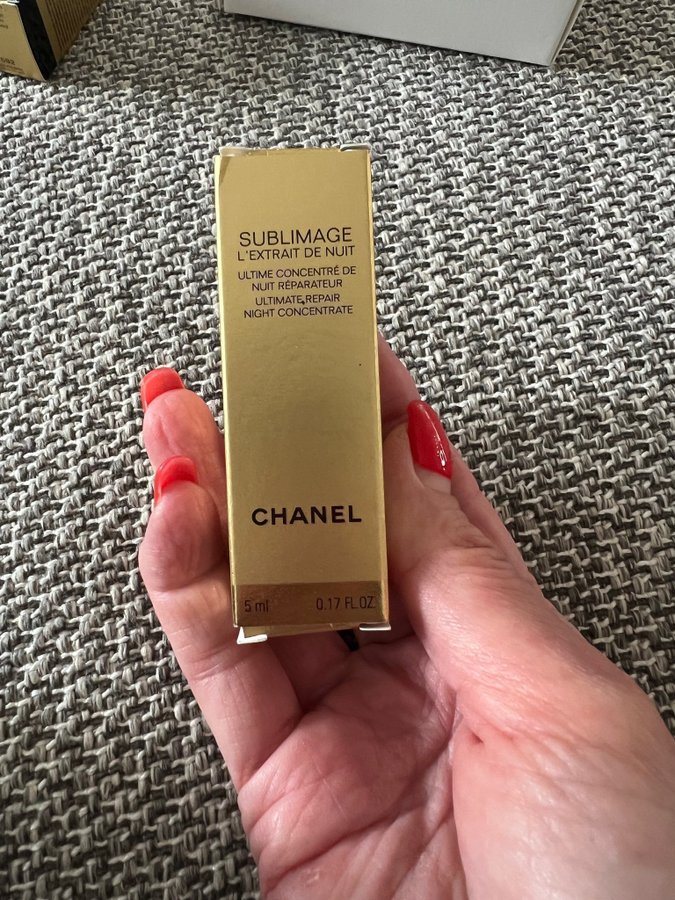 SUBLIMAGE
L'EXTRAIT DE NUIT
ULTIME CONCENTRÉ DE
NUIT RÉPARATEUR
ULTIMATE REPAIR
NIGHT CONCENTRATE
CHANEL
5 ml 0.17 FL.OZ.